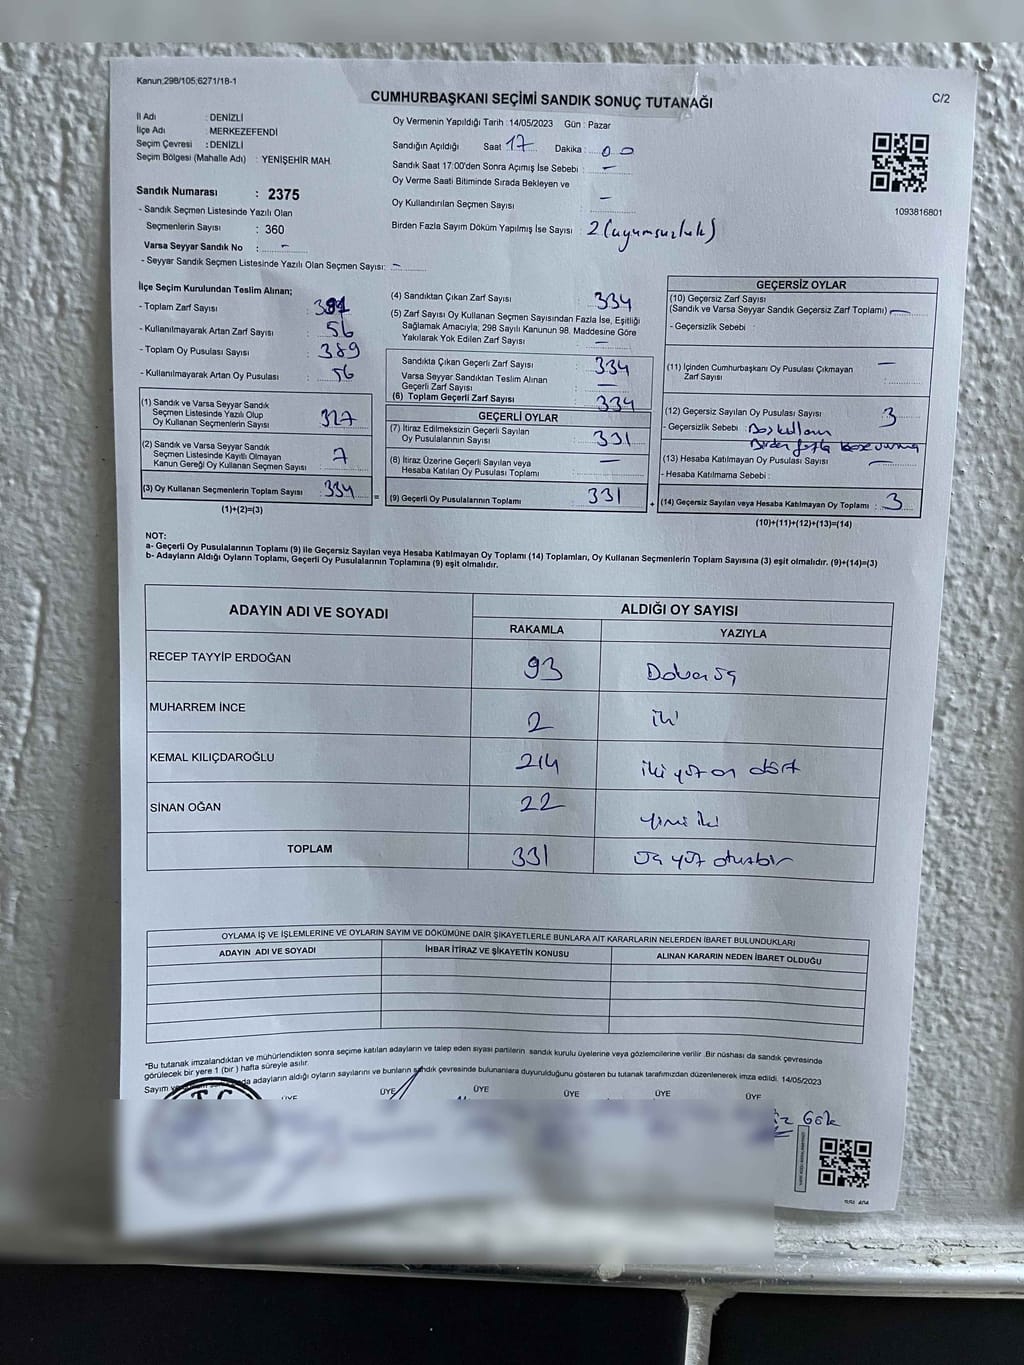 Kanun;298/105;6271/18-1
CUMHURBAŞKANI SEÇİMİ SANDIK SONUÇ TUTANAĞI
C/2
İl Adı : DENİZLİ
İlçe Adı : MERKEZEFENDİ
Seçim Çevresi : DENİZLİ
Seçim Bölgesi (Mahalle Adı) : YENİŞEHİR MAH.
Sandık Numarası : 2375
- Sandık Seçmen Listesinde Yazılı Olan
Seçmenlerin Sayısı : 360
Varsa Seyyar Sandık No : -
- Seyyar Sandık Seçmen Listesinde Yazılı Olan Seçmen Sayısı: -
Oy Vermenin Yapıldığı Tarih : 14/05/2023 Gün : Pazar
Sandığın Açıldığı Saat 17 Dakika : 00
Sandık Saat 17:00'den Sonra Açımış İse Sebebi : -
Oy Verme Saati Bitiminde Sırada Bekleyen ve
Oy Kullandırılan Seçmen Sayısı : -
Birden Fazla Sayım Döküm Yapılmış İse Sayısı : 2 (uyumsuzluk)
1093816801
İlçe Seçim Kurulundan Teslim Alınan;
- Toplam Zarf Sayısı :
- Kullanılmayarak Artan Zarf Sayısı : 56
- Toplam Oy Pusulası Sayısı : 389
- Kullanılmayarak Artan Oy Pusulası : 56
(1) Sandık ve Varsa Seyyar Sandık
Seçmen Listesinde Yazılı Olup
Oy Kullanan Seçmenlerin Sayısı : 327
(2) Sandık ve Varsa Seyyar Sandık
Seçmen Listesinde Kayıtlı Olmayan
Kanun Gereği Oy Kullanan Seçmen Sayısı : 7
(3) Oy Kullanan Seçmenlerin Toplam Sayısı : 334
(1)+(2)=(3)
(4) Sandıktan Çıkan Zarf Sayısı : 334
(5) Zarf Sayısı Oy Kullanan Seçmen Sayısından Fazla İse, Eşitliği
Sağlamak Amacıyla; 298 Sayılı Kanunun 98. Maddesine Göre
Yakılarak Yok Edilen Zarf Sayısı : -
Sandıkta Çıkan Geçerli Zarf Sayısı : 334
Varsa Seyyar Sandıktan Teslim Alınan
Geçerli Zarf Sayısı : -
(6) Toplam Geçerli Zarf Sayısı : 334
GEÇERLİ OYLAR
(7) İtiraz Edilmeksizin Geçerli Sayılan
Oy Pusulalarının Sayısı : 331
(8) İtiraz Üzerine Geçerli Sayılan veya
Hesaba Katılan Oy Pusulası Toplamı : -
(9) Geçerli Oy Pusulalarının Toplamı : 331
GEÇERSİZ OYLAR
(10) Geçersiz Zarf Sayısı
(Sandık ve Varsa Seyyar Sandık Geçersiz Zarf Toplamı) : -
- Geçersizlik Sebebi :
(11) İçinden Cumhurbaşkanı Oy Pusulası Çıkmayan
Zarf Sayısı : -
(12) Geçersiz Sayılan Oy Pusulası Sayısı : 3
- Geçersizlik Sebebi : Boş kullanı
Birden fazla
(13) Hesaba Katılmayan Oy Pusulası Sayısı : -
- Hesaba Katılmama Sebebi :
(14) Geçersiz Sayılan veya Hesaba Katılmayan Oy Toplamı : 3
(10)+(11)+(12)+(13)=(14)
NOT:
a- Geçerli Oy Pusulalarının Toplamı (9) ile Geçersiz Sayılan veya Hesaba Katılmayan Oy Toplamı (14) Toplamları, Oy Kullanan Seçmenlerin Toplam Sayısına (3) eşit olmalıdır. (9)+(14)=(3)
b- Adayların Aldığı Oyların Toplamı, Geçerli Oy Pusulalarının Toplamına (9) eşit olmalıdır.
ADAYIN ADI VE SOYADI ALDIĞI OY SAYISI
RAKAMLA YAZIYLA
RECEP TAYYİP ERDOĞAN 93 Doksan üç
MUHARREM İNCE 2 iki
KEMAL KILIÇDAROĞLU 214 iki yüz on dört
SİNAN OĞAN 22 yirmi iki
TOPLAM 331 üç yüz otuzbir
OYLAMA İŞ VE İŞLEMLERİNE VE OYLARIN SAYIM VE DÖKÜMÜNE DAİR ŞİKAYETLERLE BUNLARA AİT KARARLARIN NELERDEN İBARET BULUNDUKLARI
ADAYIN ADI VE SOYADI İHBAR İTİRAZ VE ŞİKAYETİN KONUSU ALINAN KARARIN NEDEN İBARET OLDUĞU
*Bu tutanak imzalandıktan ve mühürlendikten sonra seçime katılan adayların ve talep eden siyasi partilerin sandık kurulu üyelerine veya gözlemcilerine verilir .Bir nüshası da sandık çevresinde
görülecek bir yere 1 (bir ) hafta süreyle asılır.
Sayım ve da adayların aldığı oyların sayılarını ve bunların sandık çevresinde bulunanlara duyurulduğunu gösteren bu tutanak tarafımızdan düzenlenerek imza edildi. 14/05/2023
T.C.
ÜYE ÜYE ÜYE ÜYE ÜYE ÜYE
Gök